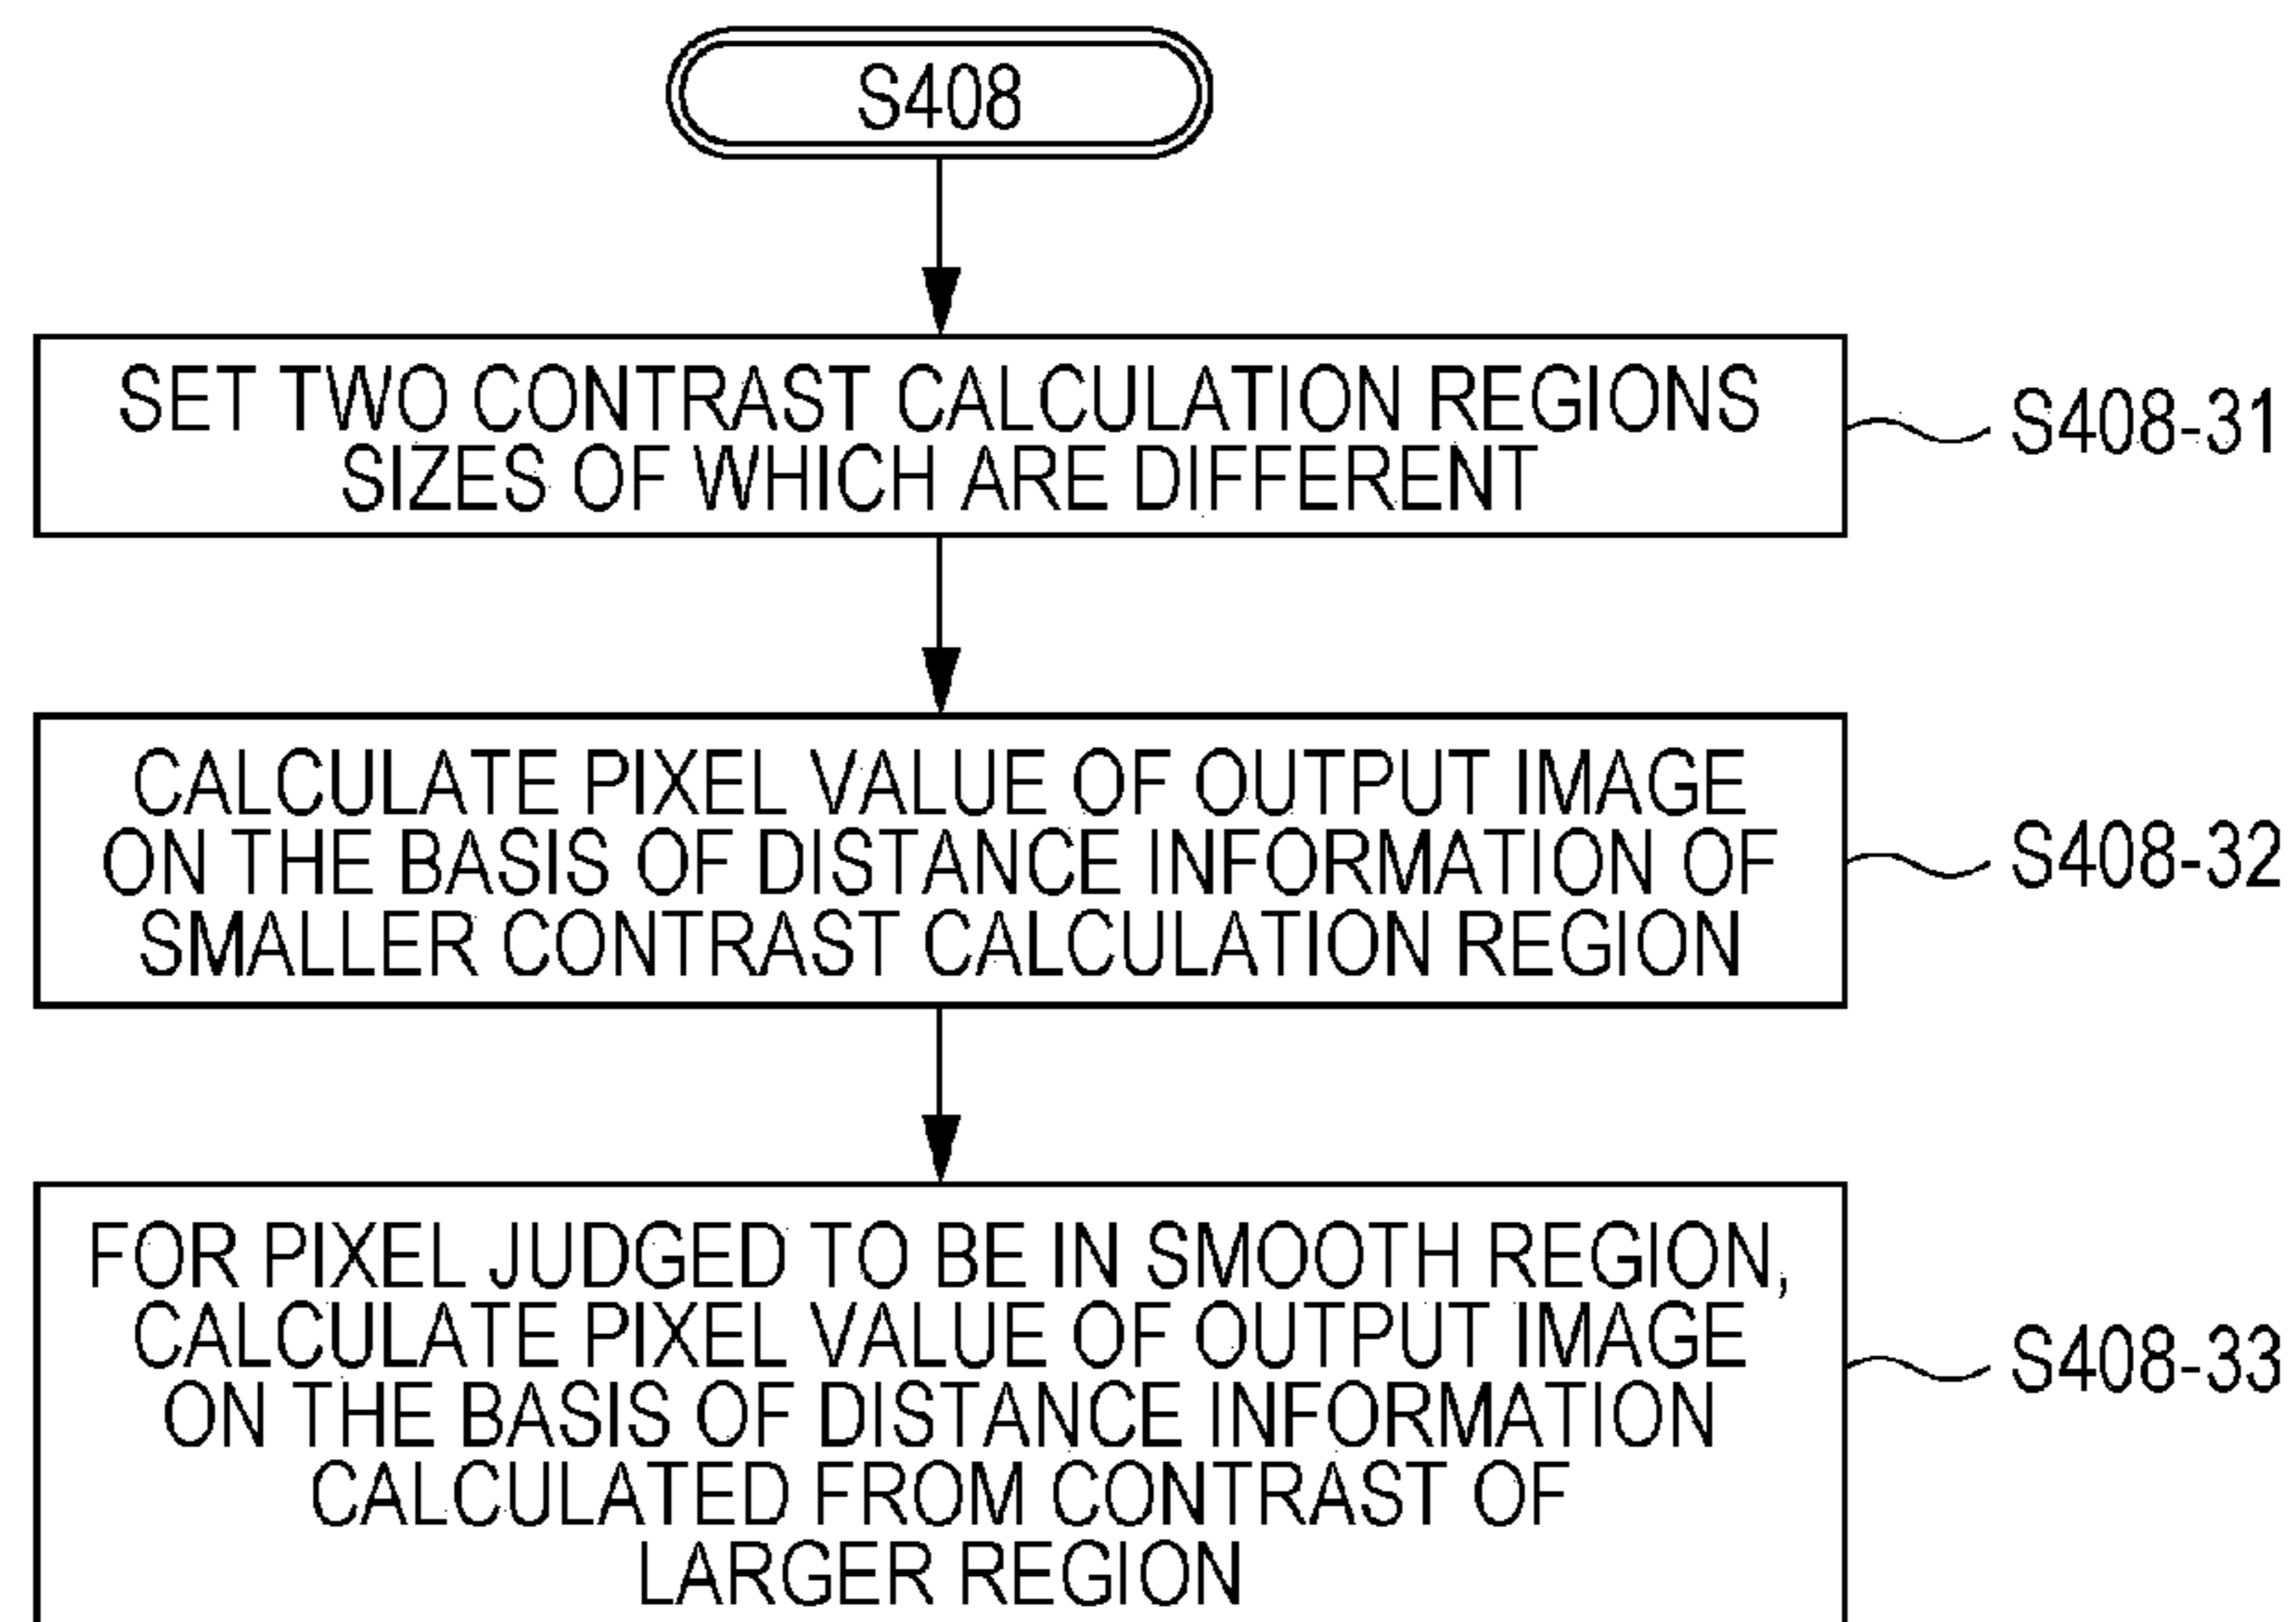 S408
SET TWO CONTRAST CALCULATION REGIONS
SIZES OF WHICH ARE DIFFERENT
S408-31
CALCULATE PIXEL VALUE OF OUTPUT IMAGE
ON THE BASIS OF DISTANCE INFORMATION OF
SMALLER CONTRAST CALCULATION REGION
S408-32
FOR PIXEL JUDGED TO BE IN SMOOTH REGION,
CALCULATE PIXEL VALUE OF OUTPUT IMAGE
ON THE BASIS OF DISTANCE INFORMATION
CALCULATED FROM CONTRAST OF
LARGER REGION
S408-33